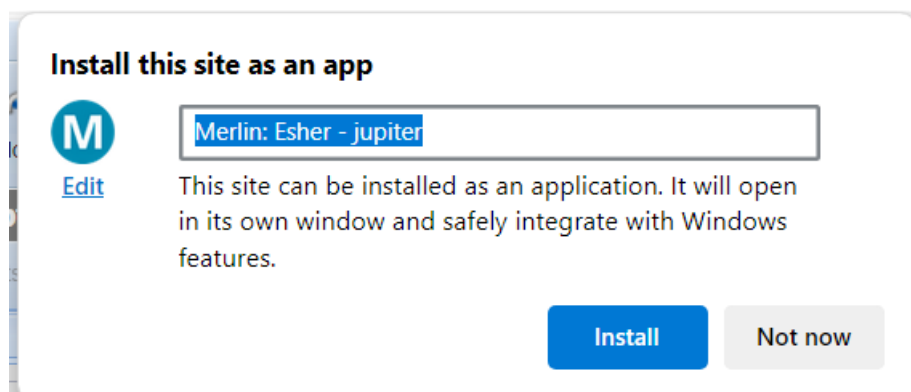 Install this site as an app
M
Merlin: Esher - jupiter
Edit
This site can be installed as an application. It will open
in its own window and safely integrate with Windows
features.
Install
Not now